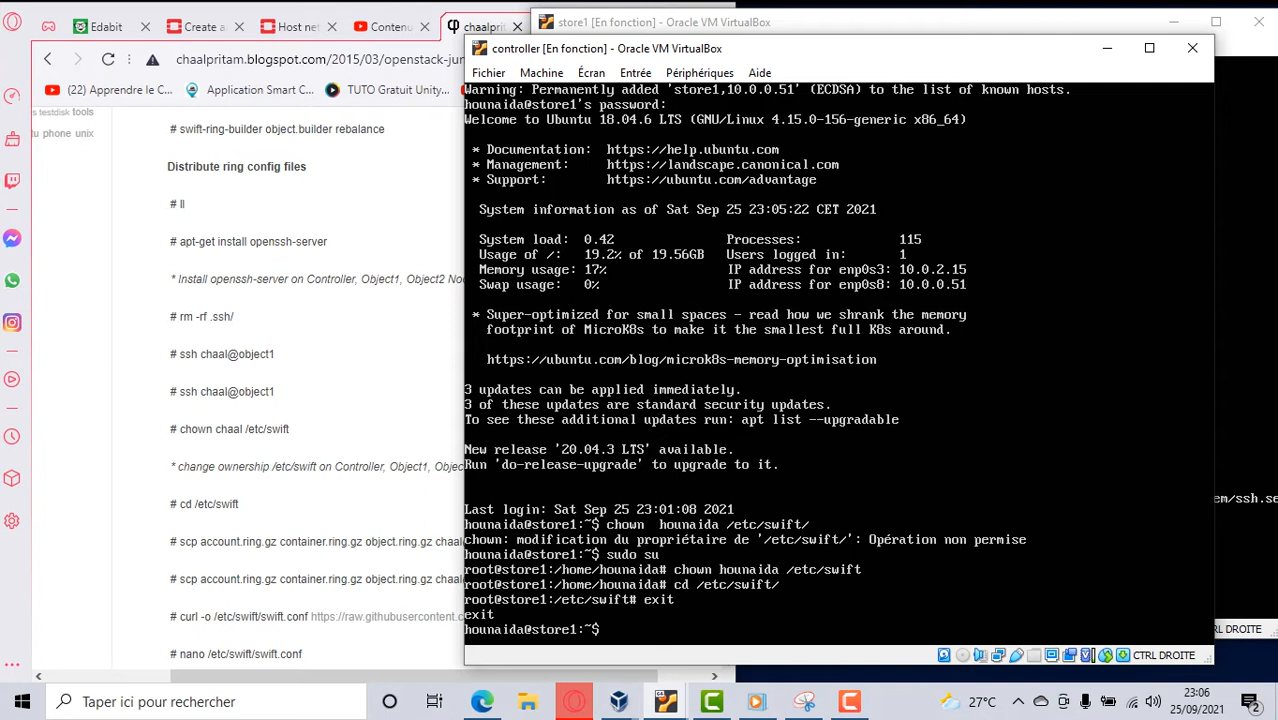 Edabit
Create a
Host net
Contenu
chaalprit
chaalpritam.blogspot.com/2015/03/openstack-jun
(22) Apprendre le C...
Application Smart C...
TUTO Gratuit Unity
testdisk tools
tu phone unix
# swift-ring-builder object.builder rebalance
Distribute ring config files
# ll
# apt-get install openssh-server
* Install openssh-server on Controller, Object1, Object2 No
# rm -rf .ssh/
# ssh chaal@object1
# ssh chaal@object1
# chown chaal /etc/swift
* change ownership /etc/swift on Controller, Object1, Objec
# cd /etc/swift
# scp account.ring.gz container.ring.gz object.ring.gz
# scp account.ring.gz container.ring.gz object.ring.gz
# curl -o /etc/swift/swift.conf https://raw.githubusercontent.c
# nano /etc/swift/swift.conf
store1 [En fonction] - Oracle VM VirtualBox
controller [En fonction] - Oracle VM VirtualBox
Fichier Machine Écran Entrée Périphériques Aide
Warning: Permanently added 'store1,10.0.0.51' (ECDSA) to the list of known hosts.
hounaida@store1's password:
Welcome to Ubuntu 18.04.6 LTS (GNU/Linux 4.15.0-156-generic x86_64)
* Documentation: https://help.ubuntu.com
* Management: https://landscape.canonical.com
* Support: https://ubuntu.com/advantage
System information as of Sat Sep 25 23:05:22 CET 2021
System load: 0.42 Processes: 115
Usage of /: 19.2% of 19.56GB Users logged in: 1
Memory usage: 17% IP address for enp0s3: 10.0.2.15
Swap usage: 0% IP address for enp0s8: 10.0.0.51
* Super-optimized for small spaces - read how we shrank the memory
footprint of MicroK8s to make it the smallest full K8s around.
https://ubuntu.com/blog/microk8s-memory-optimisation
3 updates can be applied immediately.
3 of these updates are standard security updates.
To see these additional updates run: apt list --upgradable
New release '20.04.3 LTS' available.
Run 'do-release-upgrade' to upgrade to it.
Last login: Sat Sep 25 23:01:08 2021
hounaida@store1:~$ chown  hounaida /etc/swift/
chown: modification du propriétaire de '/etc/swift/': Opération non permise
hounaida@store1:~$ sudo su
root@store1:/home/hounaida# chown hounaida /etc/swift
root@store1:/home/hounaida# cd /etc/swift/
root@store1:/etc/swift# exit
exit
hounaida@store1:~$
em/ssh.se
CTRL DROITE
RL DROITE
Taper ici pour rechercher
27°C
23:06
25/09/2021
2